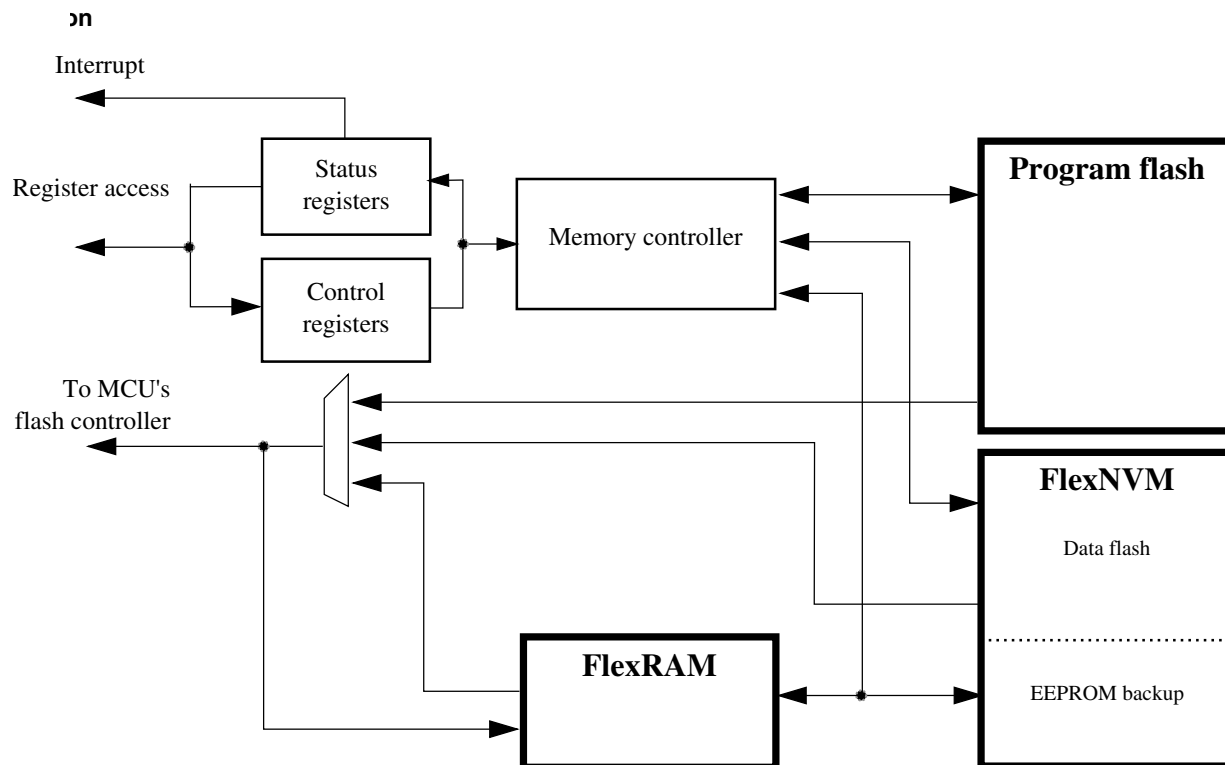 on
Interrupt
Status
registers
Register access
Memory controller
Program flash
Control
registers
To MCU's
flash controller
FlexNVM
Data flash
FlexRAM
EEPROM backup